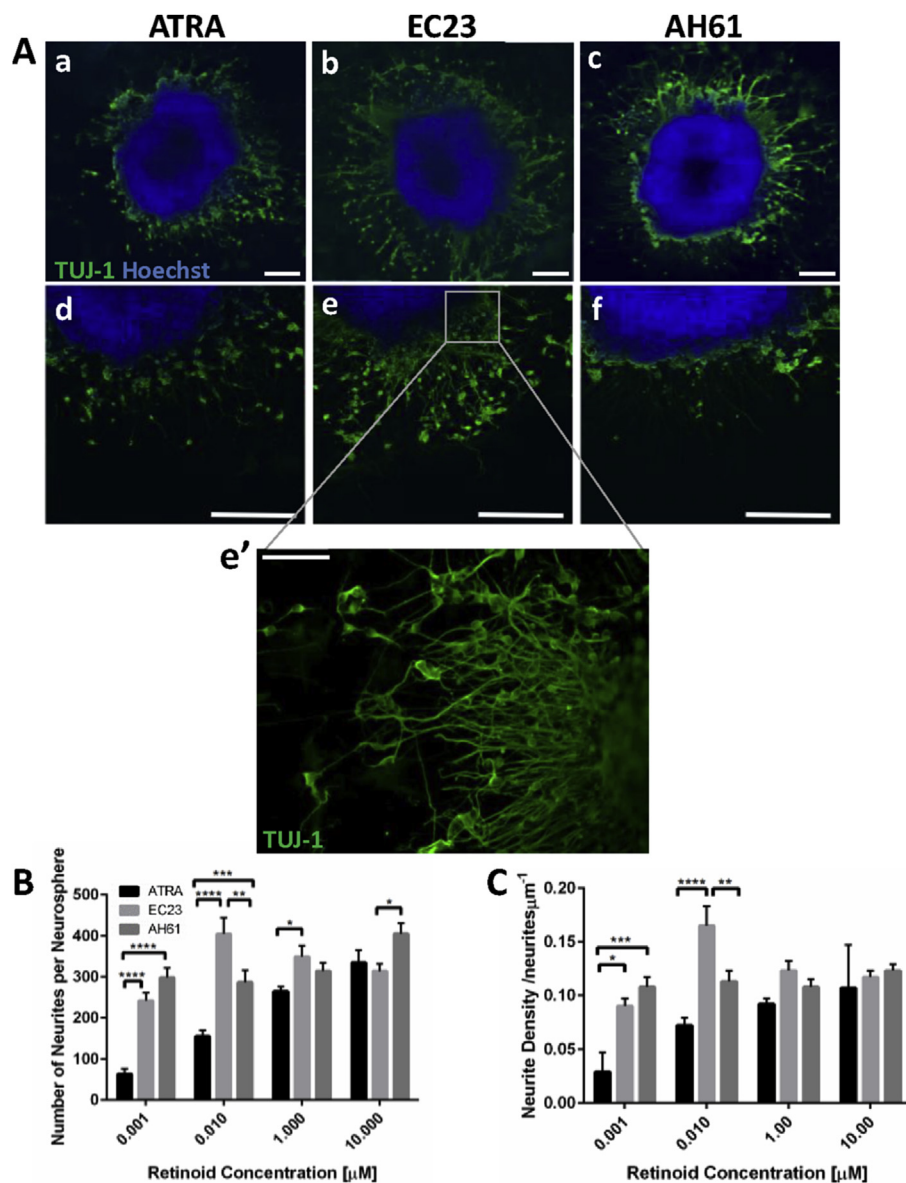 ATRA EC23 AH61
A
a b c
TUJ-1 Hoechst
d e f
e’
TUJ-1
B
Number of Neurites per Neurosphere
500
400
300
200
100
0
ATRA
EC23
AH61
**** ****
*** **** **
*
*
0.001 0.010 1.000 10.000
Retinoid Concentration [μM]
C
Neurite Density /neuritesμm-1
0.20
0.15
0.10
0.05
0.00
*** *
**** **
0.001 0.010 1.00 10.00
Retinoid Concentration [μM]